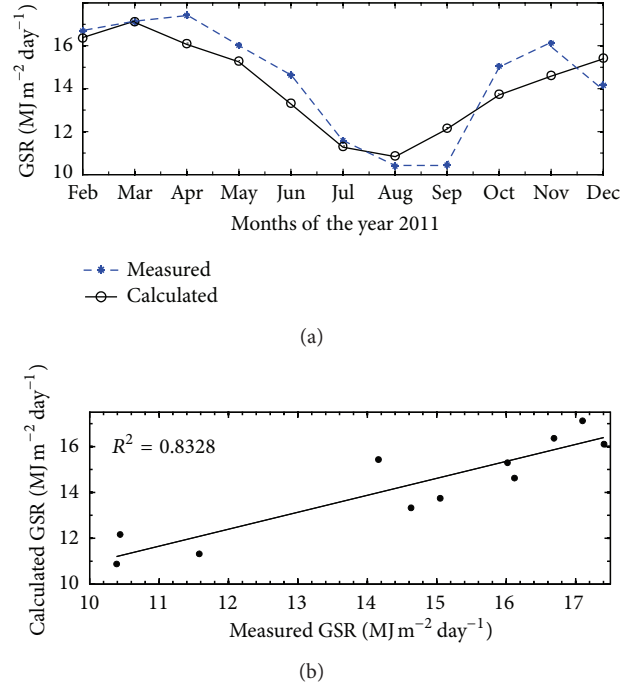 GSR (MJ m⁻² day⁻¹)
16
14
12
10
Feb Mar Apr May Jun Jul Aug Sep Oct Nov Dec
Months of the year 2011
Measured
Calculated
(a)
Calculated GSR (MJ m⁻² day⁻¹)
R² = 0.8328
16
14
12
10
10 11 12 13 14 15 16 17
Measured GSR (MJ m⁻² day⁻¹)
(b)